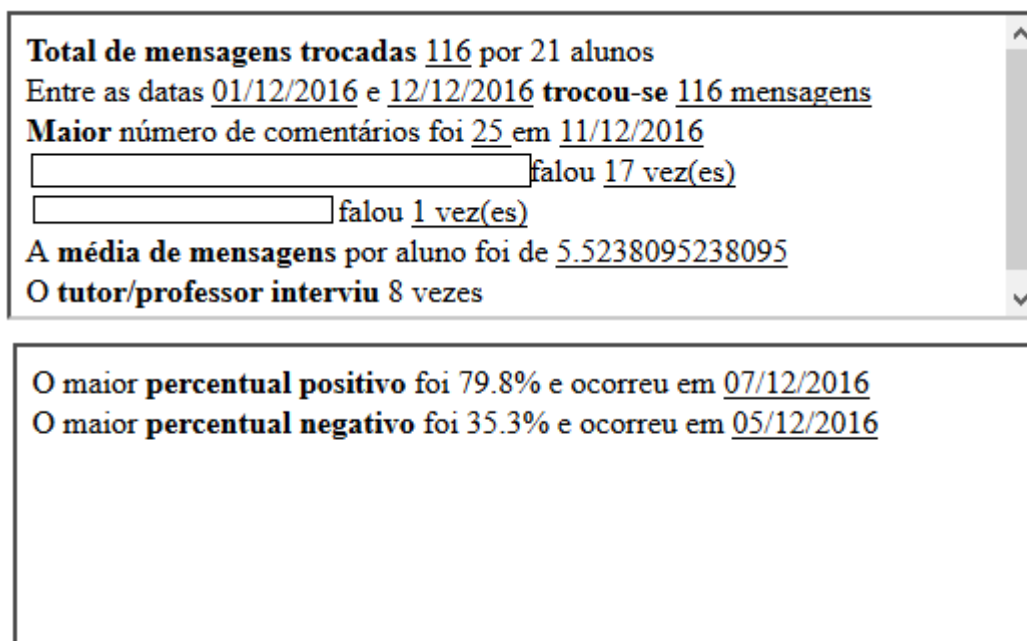 Total de mensagens trocadas 116 por 21 alunos
Entre as datas 01/12/2016 e 12/12/2016 trocou-se 116 mensagens
Maior número de comentários foi 25 em 11/12/2016
falou 17 vez(es)
falou 1 vez(es)
A média de mensagens por aluno foi de 5.5238095238095
O tutor/professor interviu 8 vezes
O maior percentual positivo foi 79.8% e ocorreu em 07/12/2016
O maior percentual negativo foi 35.3% e ocorreu em 05/12/2016